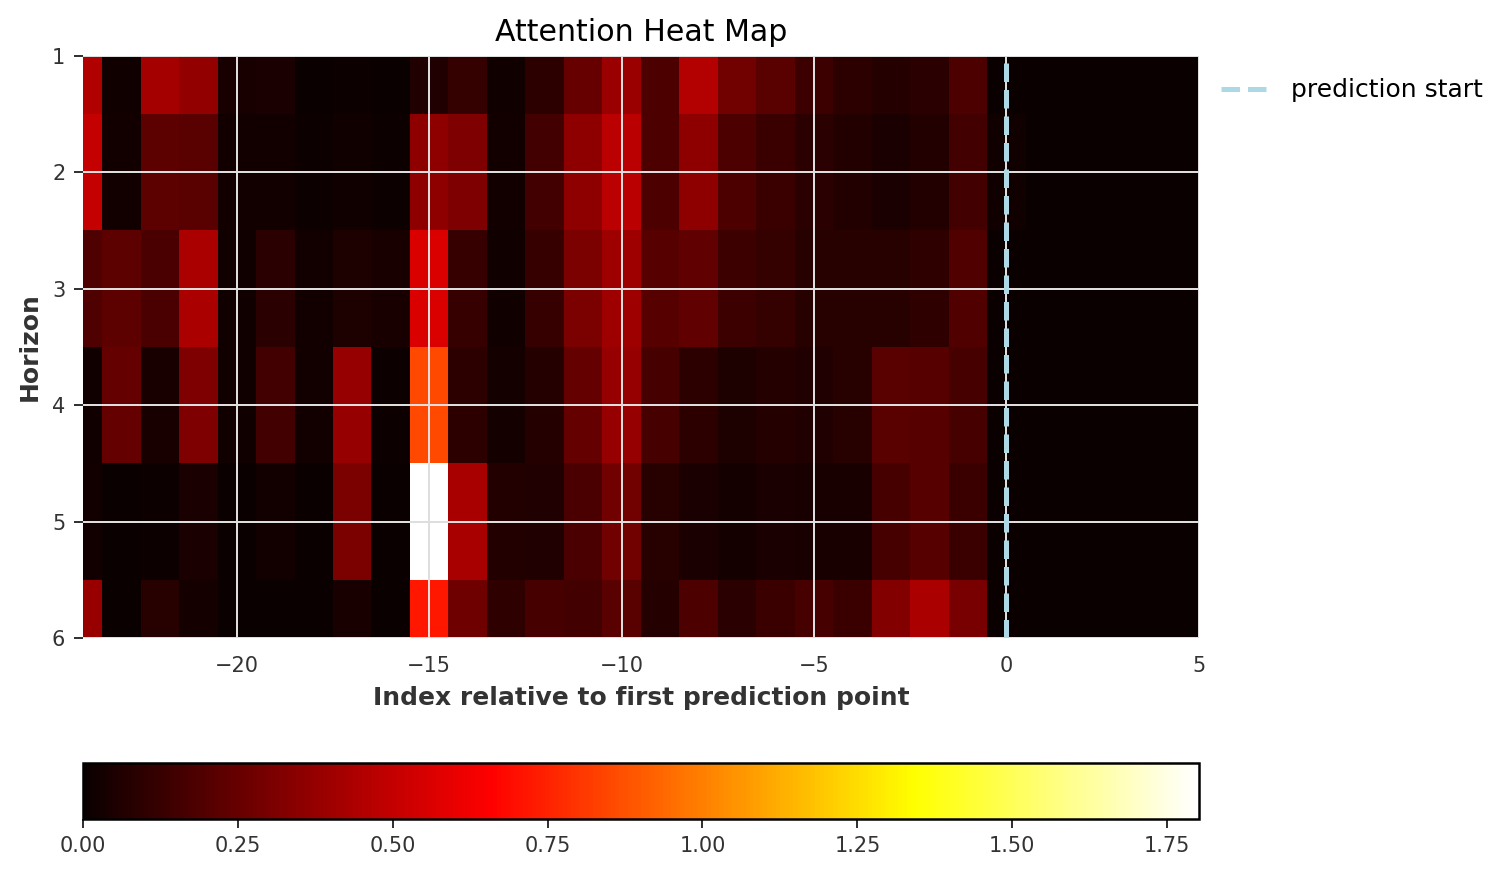 Attention Heat Map
prediction start
Horizon
1
2
3
4
5
6
−20 −15 −10 −5 0 5
Index relative to first prediction point
0.00 0.25 0.50 0.75 1.00 1.25 1.50 1.75